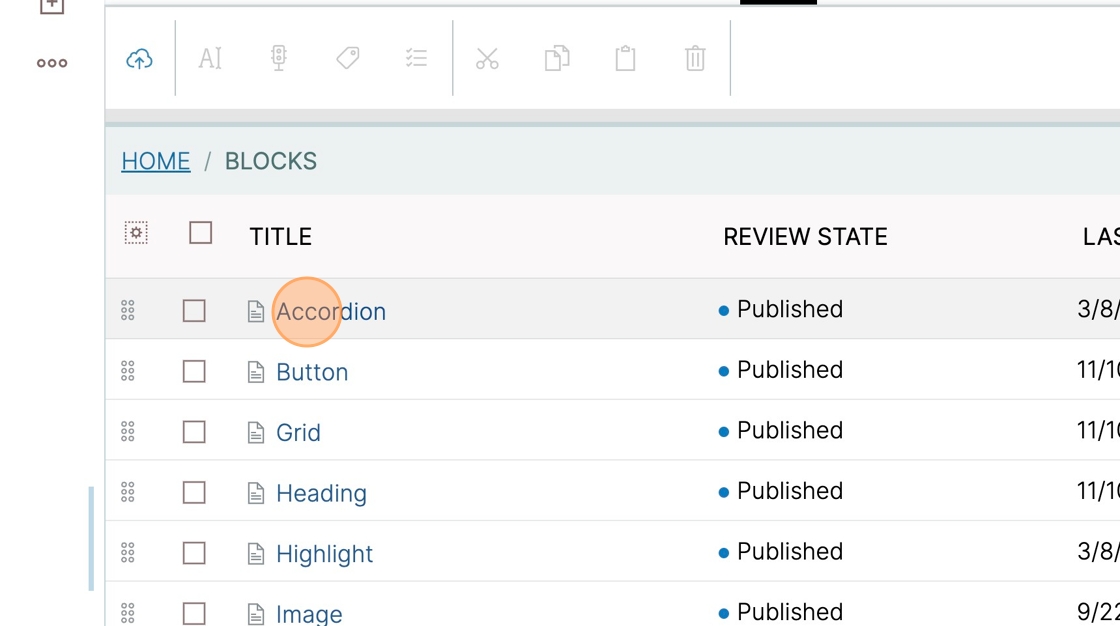 HOME / BLOCKS
TITLE REVIEW STATE
Accordion Published 3/8/
Button Published 11/1
Grid Published 11/1
Heading Published 11/1
Highlight Published 3/8/
Image Published 9/22